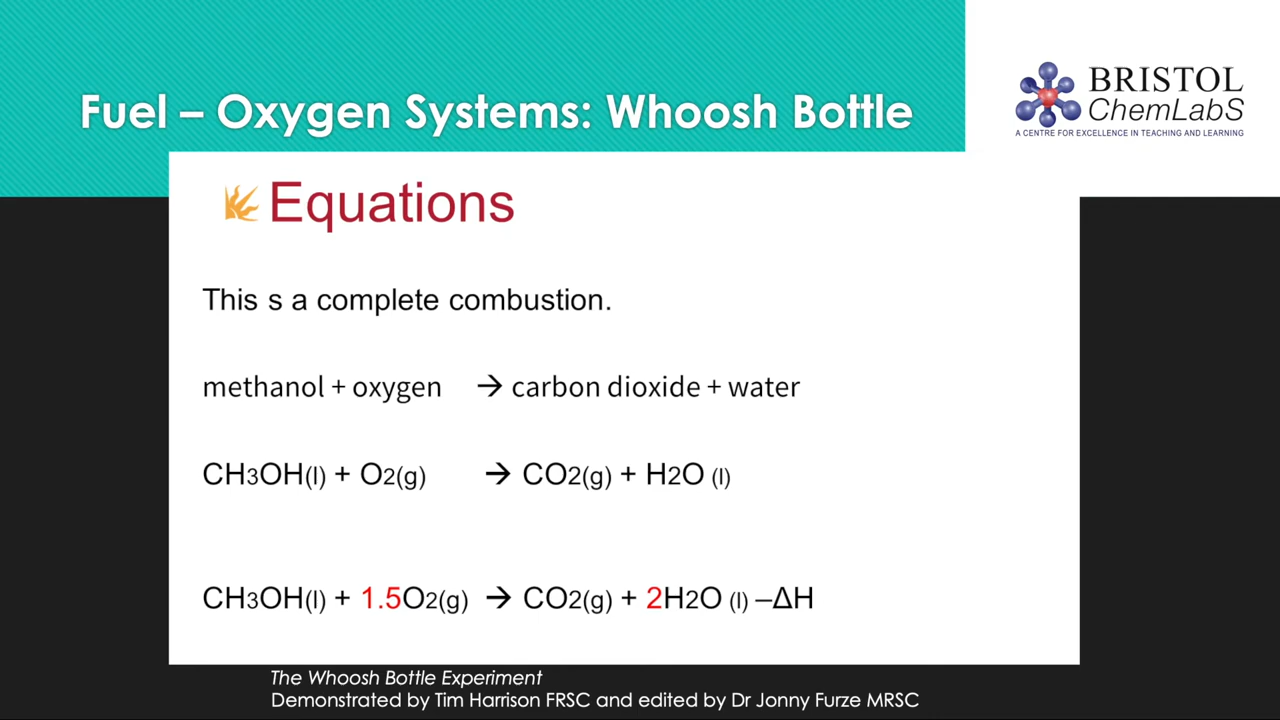 Fuel – Oxygen Systems: Whoosh Bottle
BRISTOL
ChemLabS
A CENTRE FOR EXCELLENCE IN TEACHING AND LEARNING
Equations
This s a complete combustion.
methanol + oxygen → carbon dioxide + water
CH3OH(l) + O2(g) → CO2(g) + H2O (l)
CH3OH(l) + 1.5O2(g) → CO2(g) + 2H2O (l) –ΔH
The Whoosh Bottle Experiment
Demonstrated by Tim Harrison FRSC and edited by Dr Jonny Furze MRSC